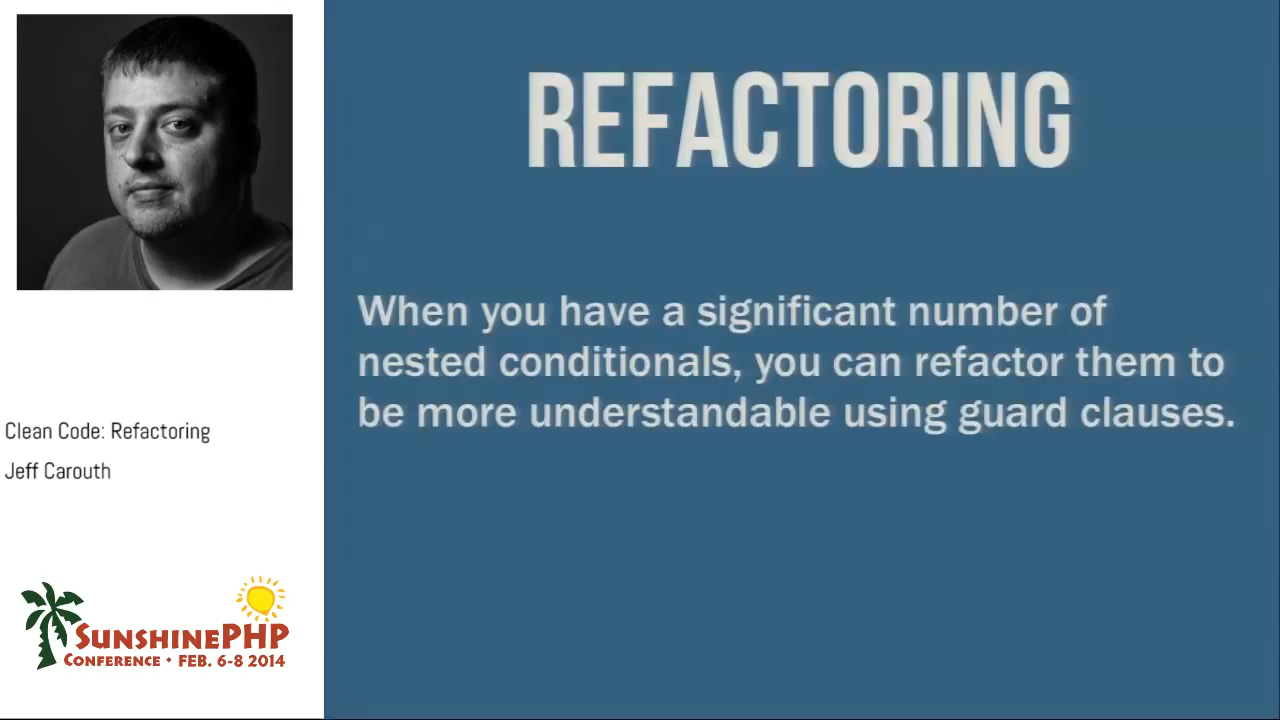 REFACTORING
When you have a significant number of
nested conditionals, you can refactor them to
be more understandable using guard clauses.
Clean Code: Refactoring
Jeff Carouth
SUNSHINEPHP
CONFERENCE • FEB. 6-8 2014